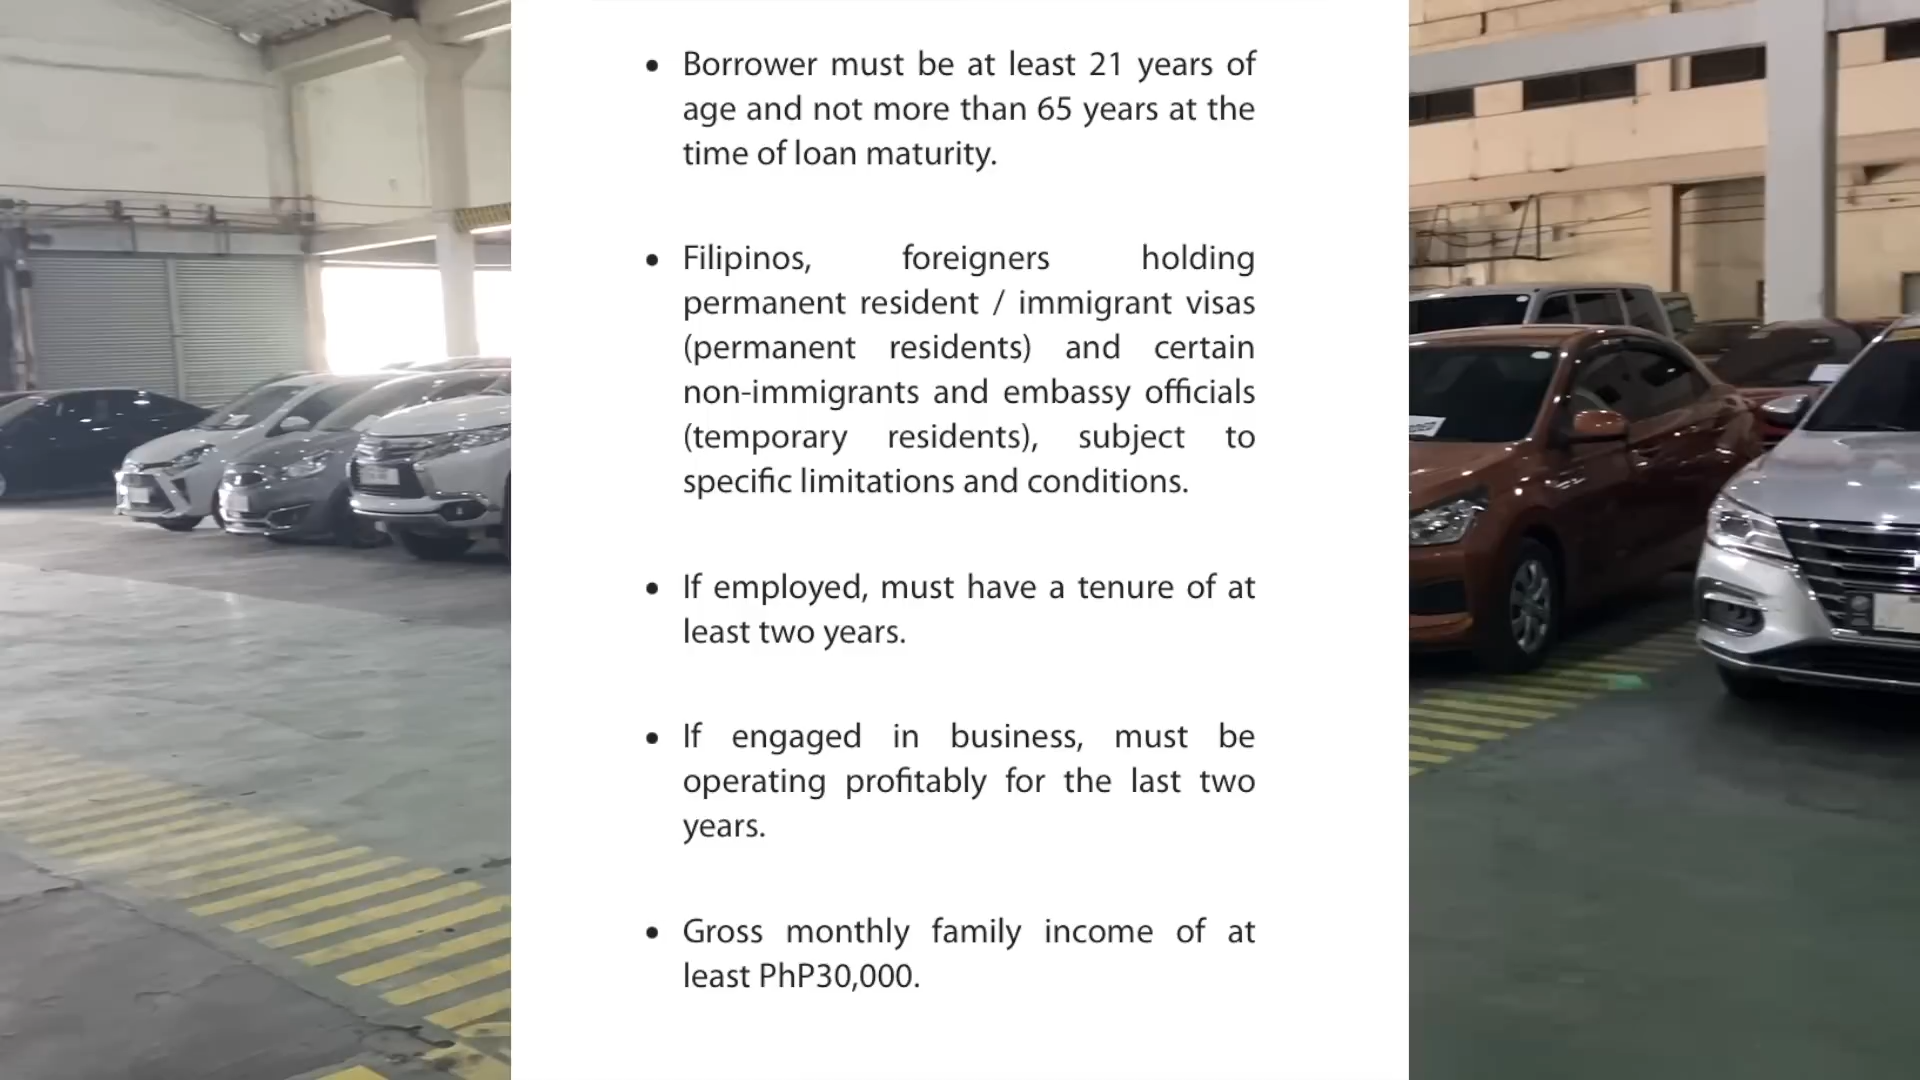 • Borrower must be at least 21 years of
age and not more than 65 years at the
time of loan maturity.
• Filipinos, foreigners holding
permanent resident / immigrant visas
(permanent residents) and certain
non-immigrants and embassy officials
(temporary residents), subject to
specific limitations and conditions.
• If employed, must have a tenure of at
least two years.
• If engaged in business, must be
operating profitably for the last two
years.
• Gross monthly family income of at
least PhP30,000.